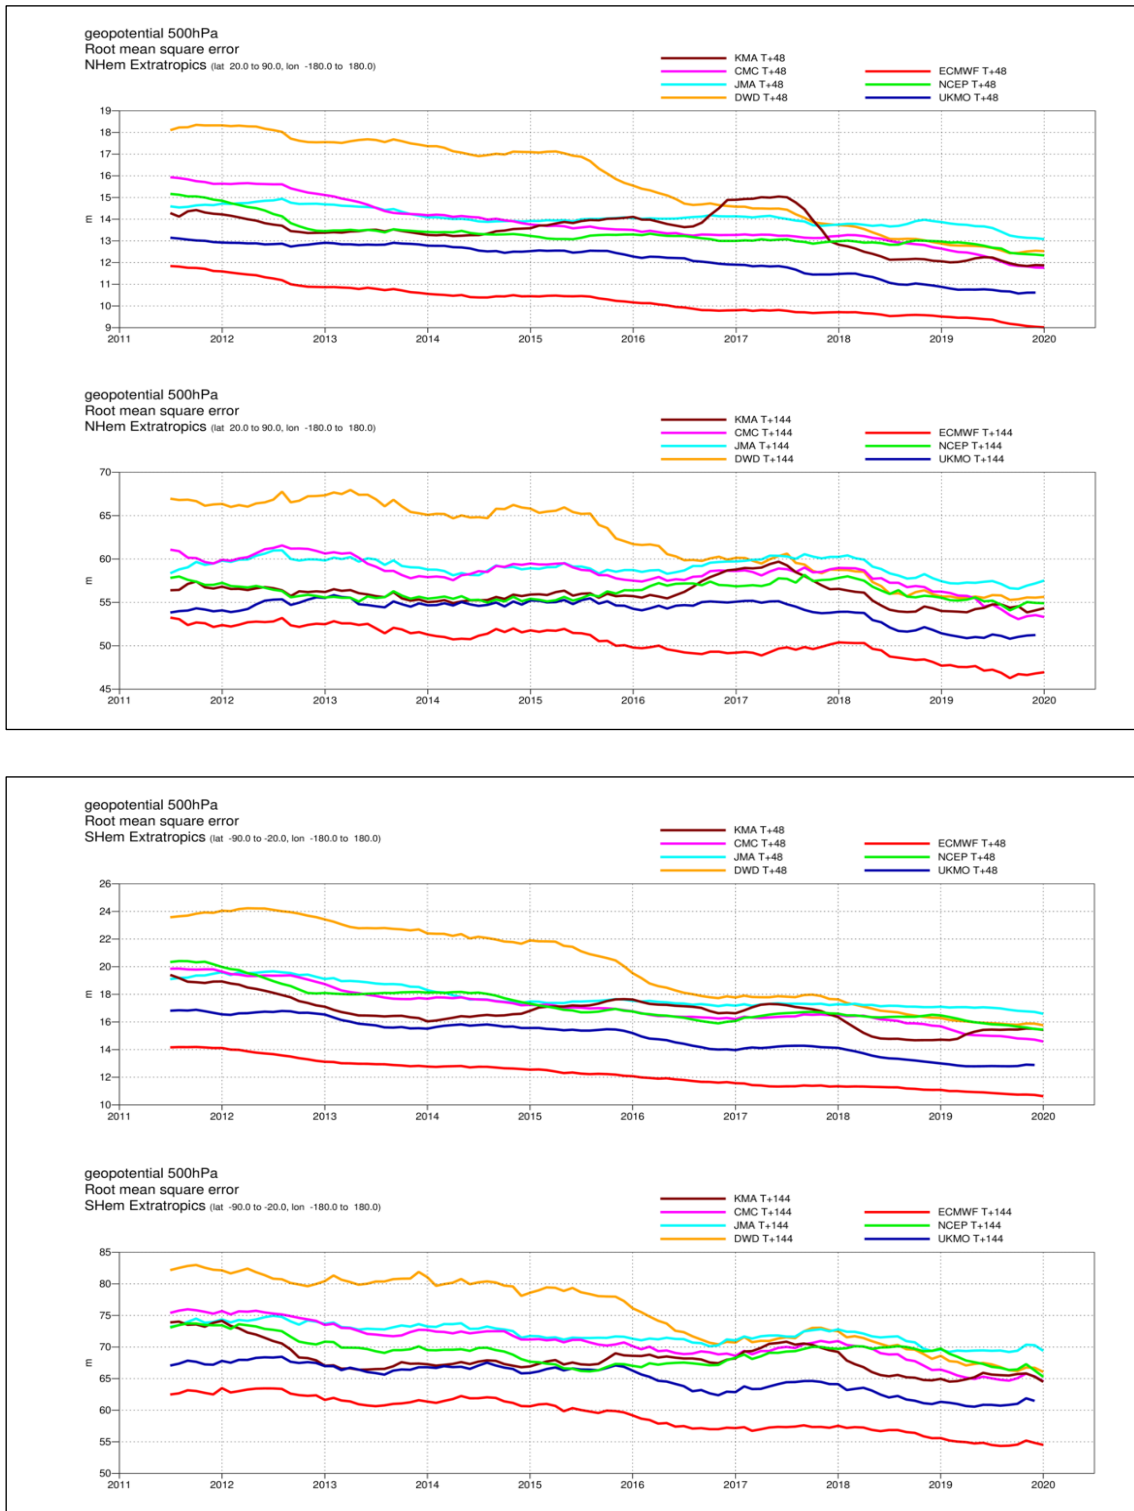 geopotential 500hPa
Root mean square error
NHem Extratropics (lat 20.0 to 90.0, lon -180.0 to 180.0)
KMA T+48
CMC T+48
ECMWF T+48
JMA T+48
NCEP T+48
DWD T+48
UKMO T+48
19
18
17
16
15
14
13
12
11
10
9
m
2011 2012 2013 2014 2015 2016 2017 2018 2019 2020
geopotential 500hPa
Root mean square error
NHem Extratropics (lat 20.0 to 90.0, lon -180.0 to 180.0)
KMA T+144
CMC T+144
ECMWF T+144
JMA T+144
NCEP T+144
DWD T+144
UKMO T+144
70
65
60
55
50
45
m
2011 2012 2013 2014 2015 2016 2017 2018 2019 2020
geopotential 500hPa
Root mean square error
SHem Extratropics (lat -90.0 to -20.0, lon -180.0 to 180.0)
KMA T+48
CMC T+48
ECMWF T+48
JMA T+48
NCEP T+48
DWD T+48
UKMO T+48
26
24
22
20
18
16
14
12
10
m
2011 2012 2013 2014 2015 2016 2017 2018 2019 2020
geopotential 500hPa
Root mean square error
SHem Extratropics (lat -90.0 to -20.0, lon -180.0 to 180.0)
KMA T+144
CMC T+144
ECMWF T+144
JMA T+144
NCEP T+144
DWD T+144
UKMO T+144
85
80
75
70
65
60
55
50
m
2011 2012 2013 2014 2015 2016 2017 2018 2019 2020